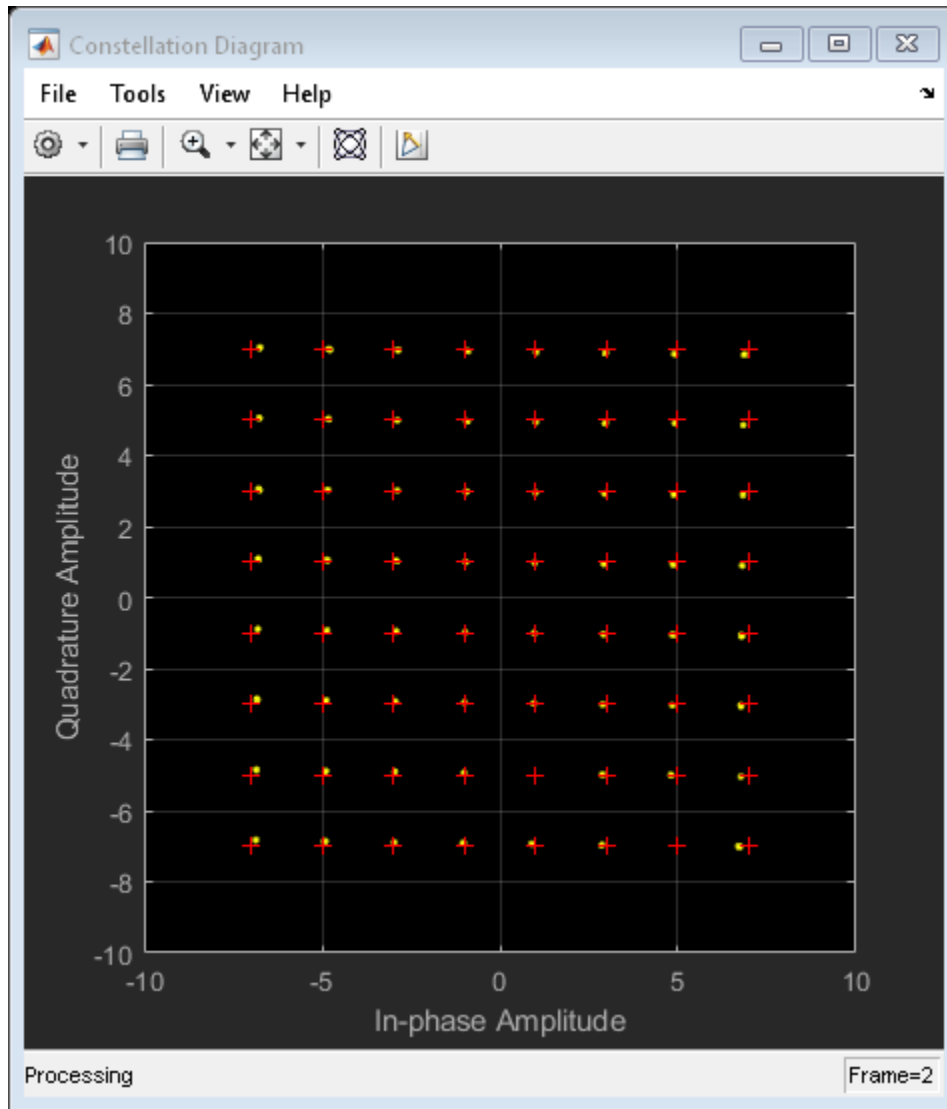 Constellation Diagram
File Tools View Help
10
8
6
4
2
0
-2
-4
-6
-8
-10
Quadrature Amplitude
-10 -5 0 5 10
In-phase Amplitude
Processing Frame=2